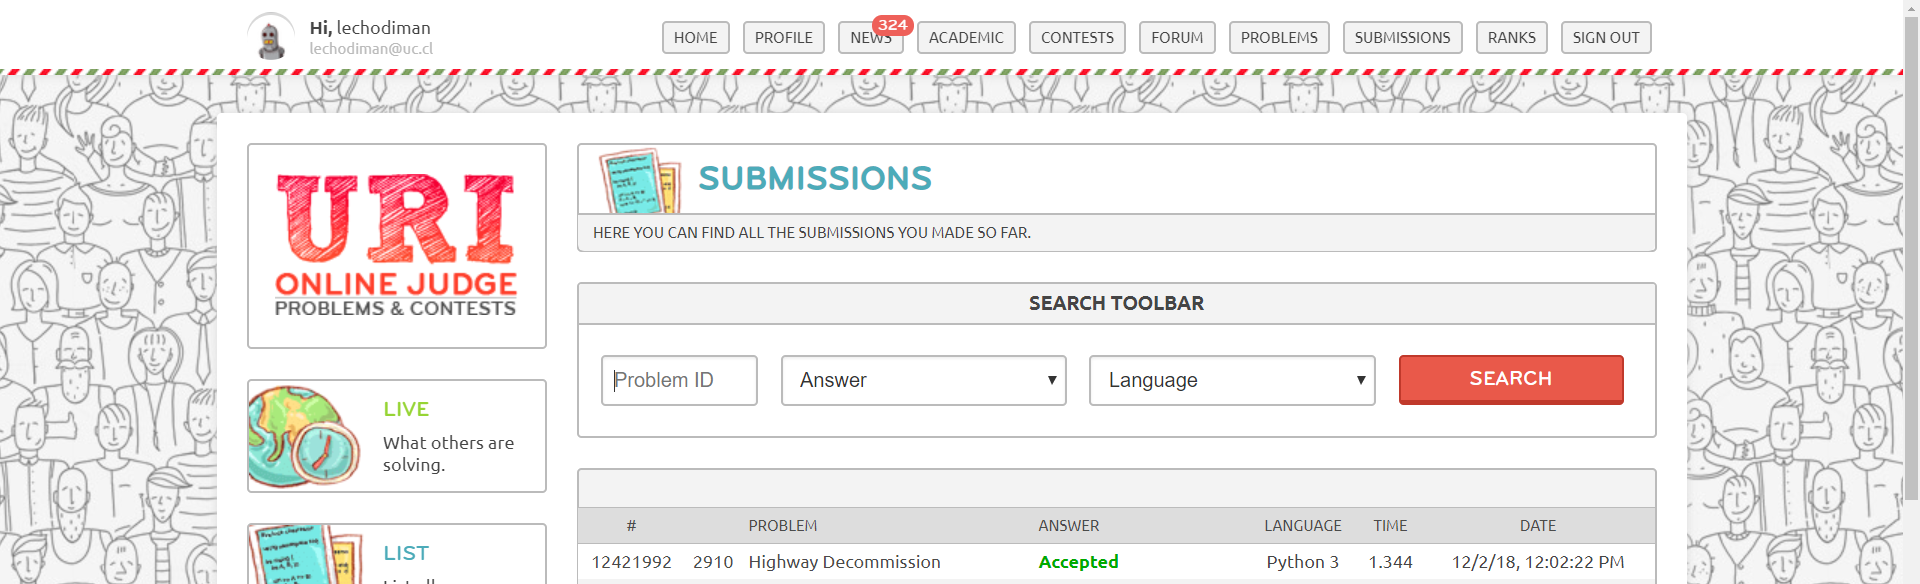 Hi, lechodiman
lechodiman@uc.cl
HOME PROFILE NEWS 324 ACADEMIC CONTESTS FORUM PROBLEMS SUBMISSIONS RANKS SIGN OUT
URI
ONLINE JUDGE
PROBLEMS & CONTESTS
LIVE
What others are
solving.
LIST
SUBMISSIONS
HERE YOU CAN FIND ALL THE SUBMISSIONS YOU MADE SO FAR.
SEARCH TOOLBAR
Problem ID Answer Language SEARCH
# PROBLEM ANSWER LANGUAGE TIME DATE
12421992 2910 Highway Decommission Accepted Python 3 1.344 12/2/18, 12:02:22 PM